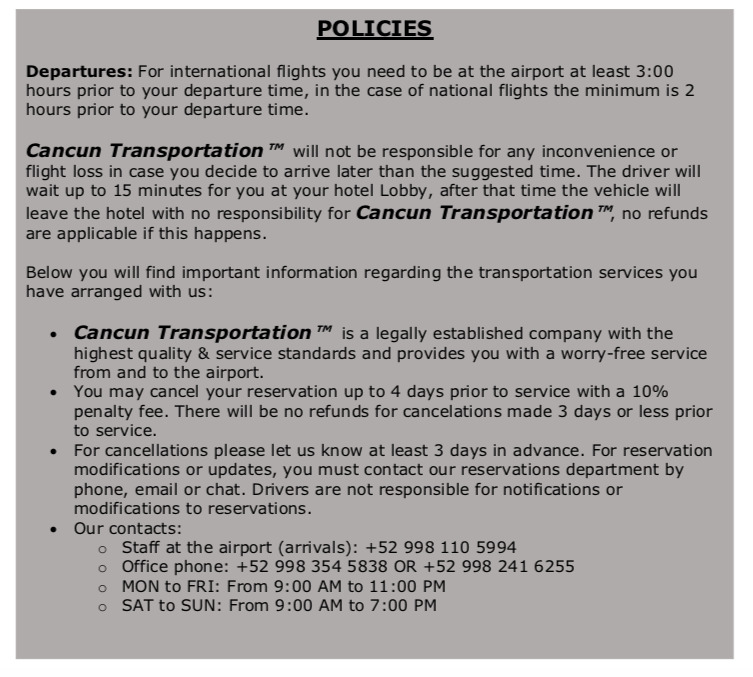 POLICIES
Departures: For international flights you need to be at the airport at least 3:00
hours prior to your departure time, in the case of national flights the minimum is 2
hours prior to your departure time.
Cancun Transportation™ will not be responsible for any inconvenience or
flight loss in case you decide to arrive later than the suggested time. The driver will
wait up to 15 minutes for you at your hotel Lobby, after that time the vehicle will
leave the hotel with no responsibility for Cancun Transportation™, no refunds
are applicable if this happens.
Below you will find important information regarding the transportation services you
have arranged with us:
• Cancun Transportation™ is a legally established company with the
highest quality & service standards and provides you with a worry-free service
from and to the airport.
• You may cancel your reservation up to 4 days prior to service with a 10%
penalty fee. There will be no refunds for cancelations made 3 days or less prior
to service.
• For cancellations please let us know at least 3 days in advance. For reservation
modifications or updates, you must contact our reservations department by
phone, email or chat. Drivers are not responsible for notifications or
modifications to reservations.
• Our contacts:
o Staff at the airport (arrivals): +52 998 110 5994
o Office phone: +52 998 354 5838 OR +52 998 241 6255
o MON to FRI: From 9:00 AM to 11:00 PM
o SAT to SUN: From 9:00 AM to 7:00 PM